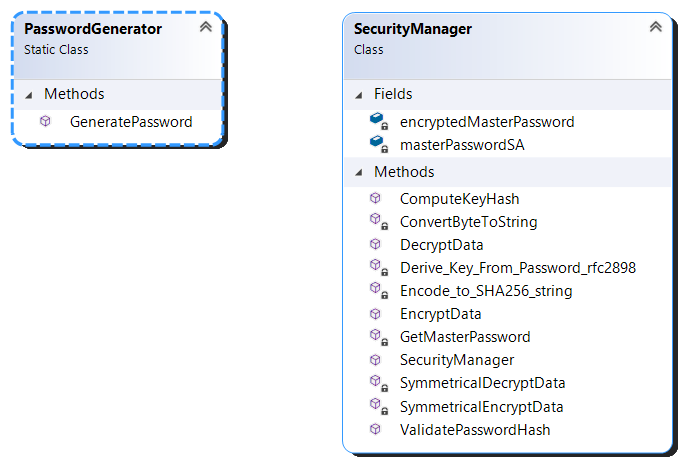 PasswordGenerator
Static Class
Methods
GeneratePassword
SecurityManager
Class
Fields
encryptedMasterPassword
masterPasswordSA
Methods
ComputeKeyHash
ConvertByteToString
DecryptData
Derive_Key_From_Password_rfc2898
Encode_to_SHA256_string
EncryptData
GetMasterPassword
SecurityManager
SymmetricalDecryptData
SymmetricalEncryptData
ValidatePasswordHash